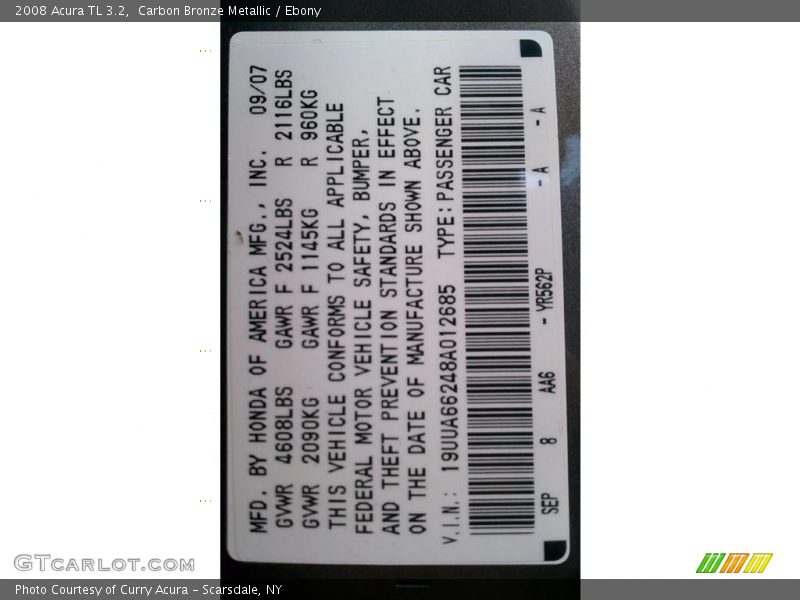 2008 Acura TL 3.2,  Carbon Bronze Metallic / Ebony
MFD. BY HONDA OF AMERICA MFG., INC.  09/07
GVWR 4608LBS  GAWR F 2524LBS  R 2116LBS
GVWR 2090KG  GAWR F 1145KG  R 960KG
THIS VEHICLE CONFORMS TO ALL APPLICABLE
FEDERAL MOTOR VEHICLE SAFETY, BUMPER,
AND THEFT PREVENTION STANDARDS IN EFFECT
ON THE DATE OF MANUFACTURE SHOWN ABOVE.
V.I.N.: 19UUA66248A012685  TYPE:PASSENGER CAR
SEP  8  AA6  - YR562P  - A  - A
GTCARLOT.COM
Photo Courtesy of Curry Acura - Scarsdale, NY